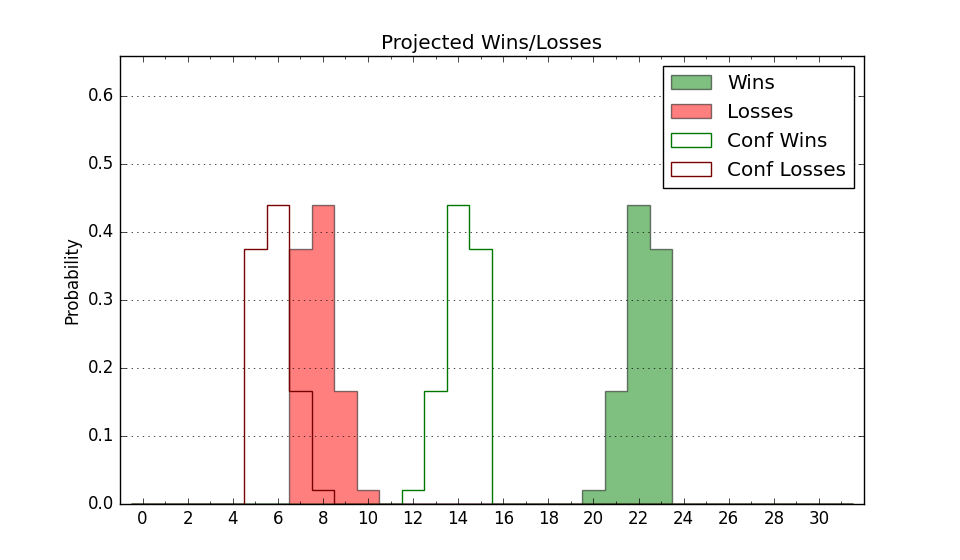 Projected Wins/Losses
Wins
Losses
Conf Wins
Conf Losses
Probability
0.6
0.5
0.4
0.3
0.2
0.1
0.0
0 2 4 6 8 10 12 14 16 18 20 22 24 26 28 30